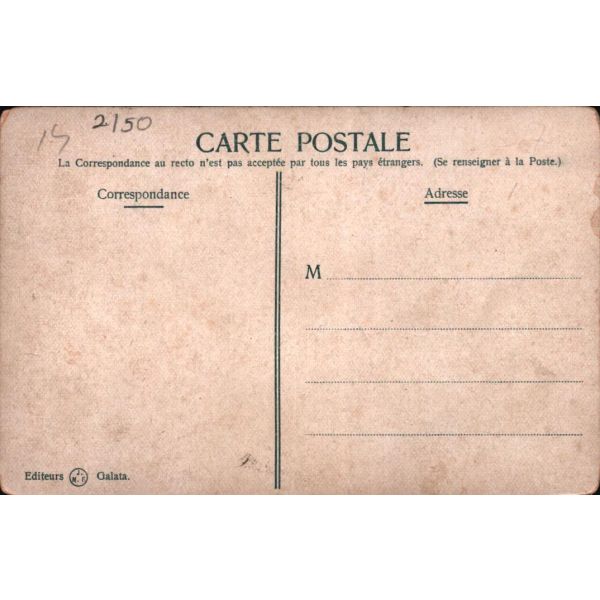 15
2150
CARTE POSTALE
La Correspondance au recto n'est pas acceptée par tous les pays étrangers. (Se renseigner à la Poste.)
Correspondance
Adresse
M
Editeurs J. M. F. Galata.